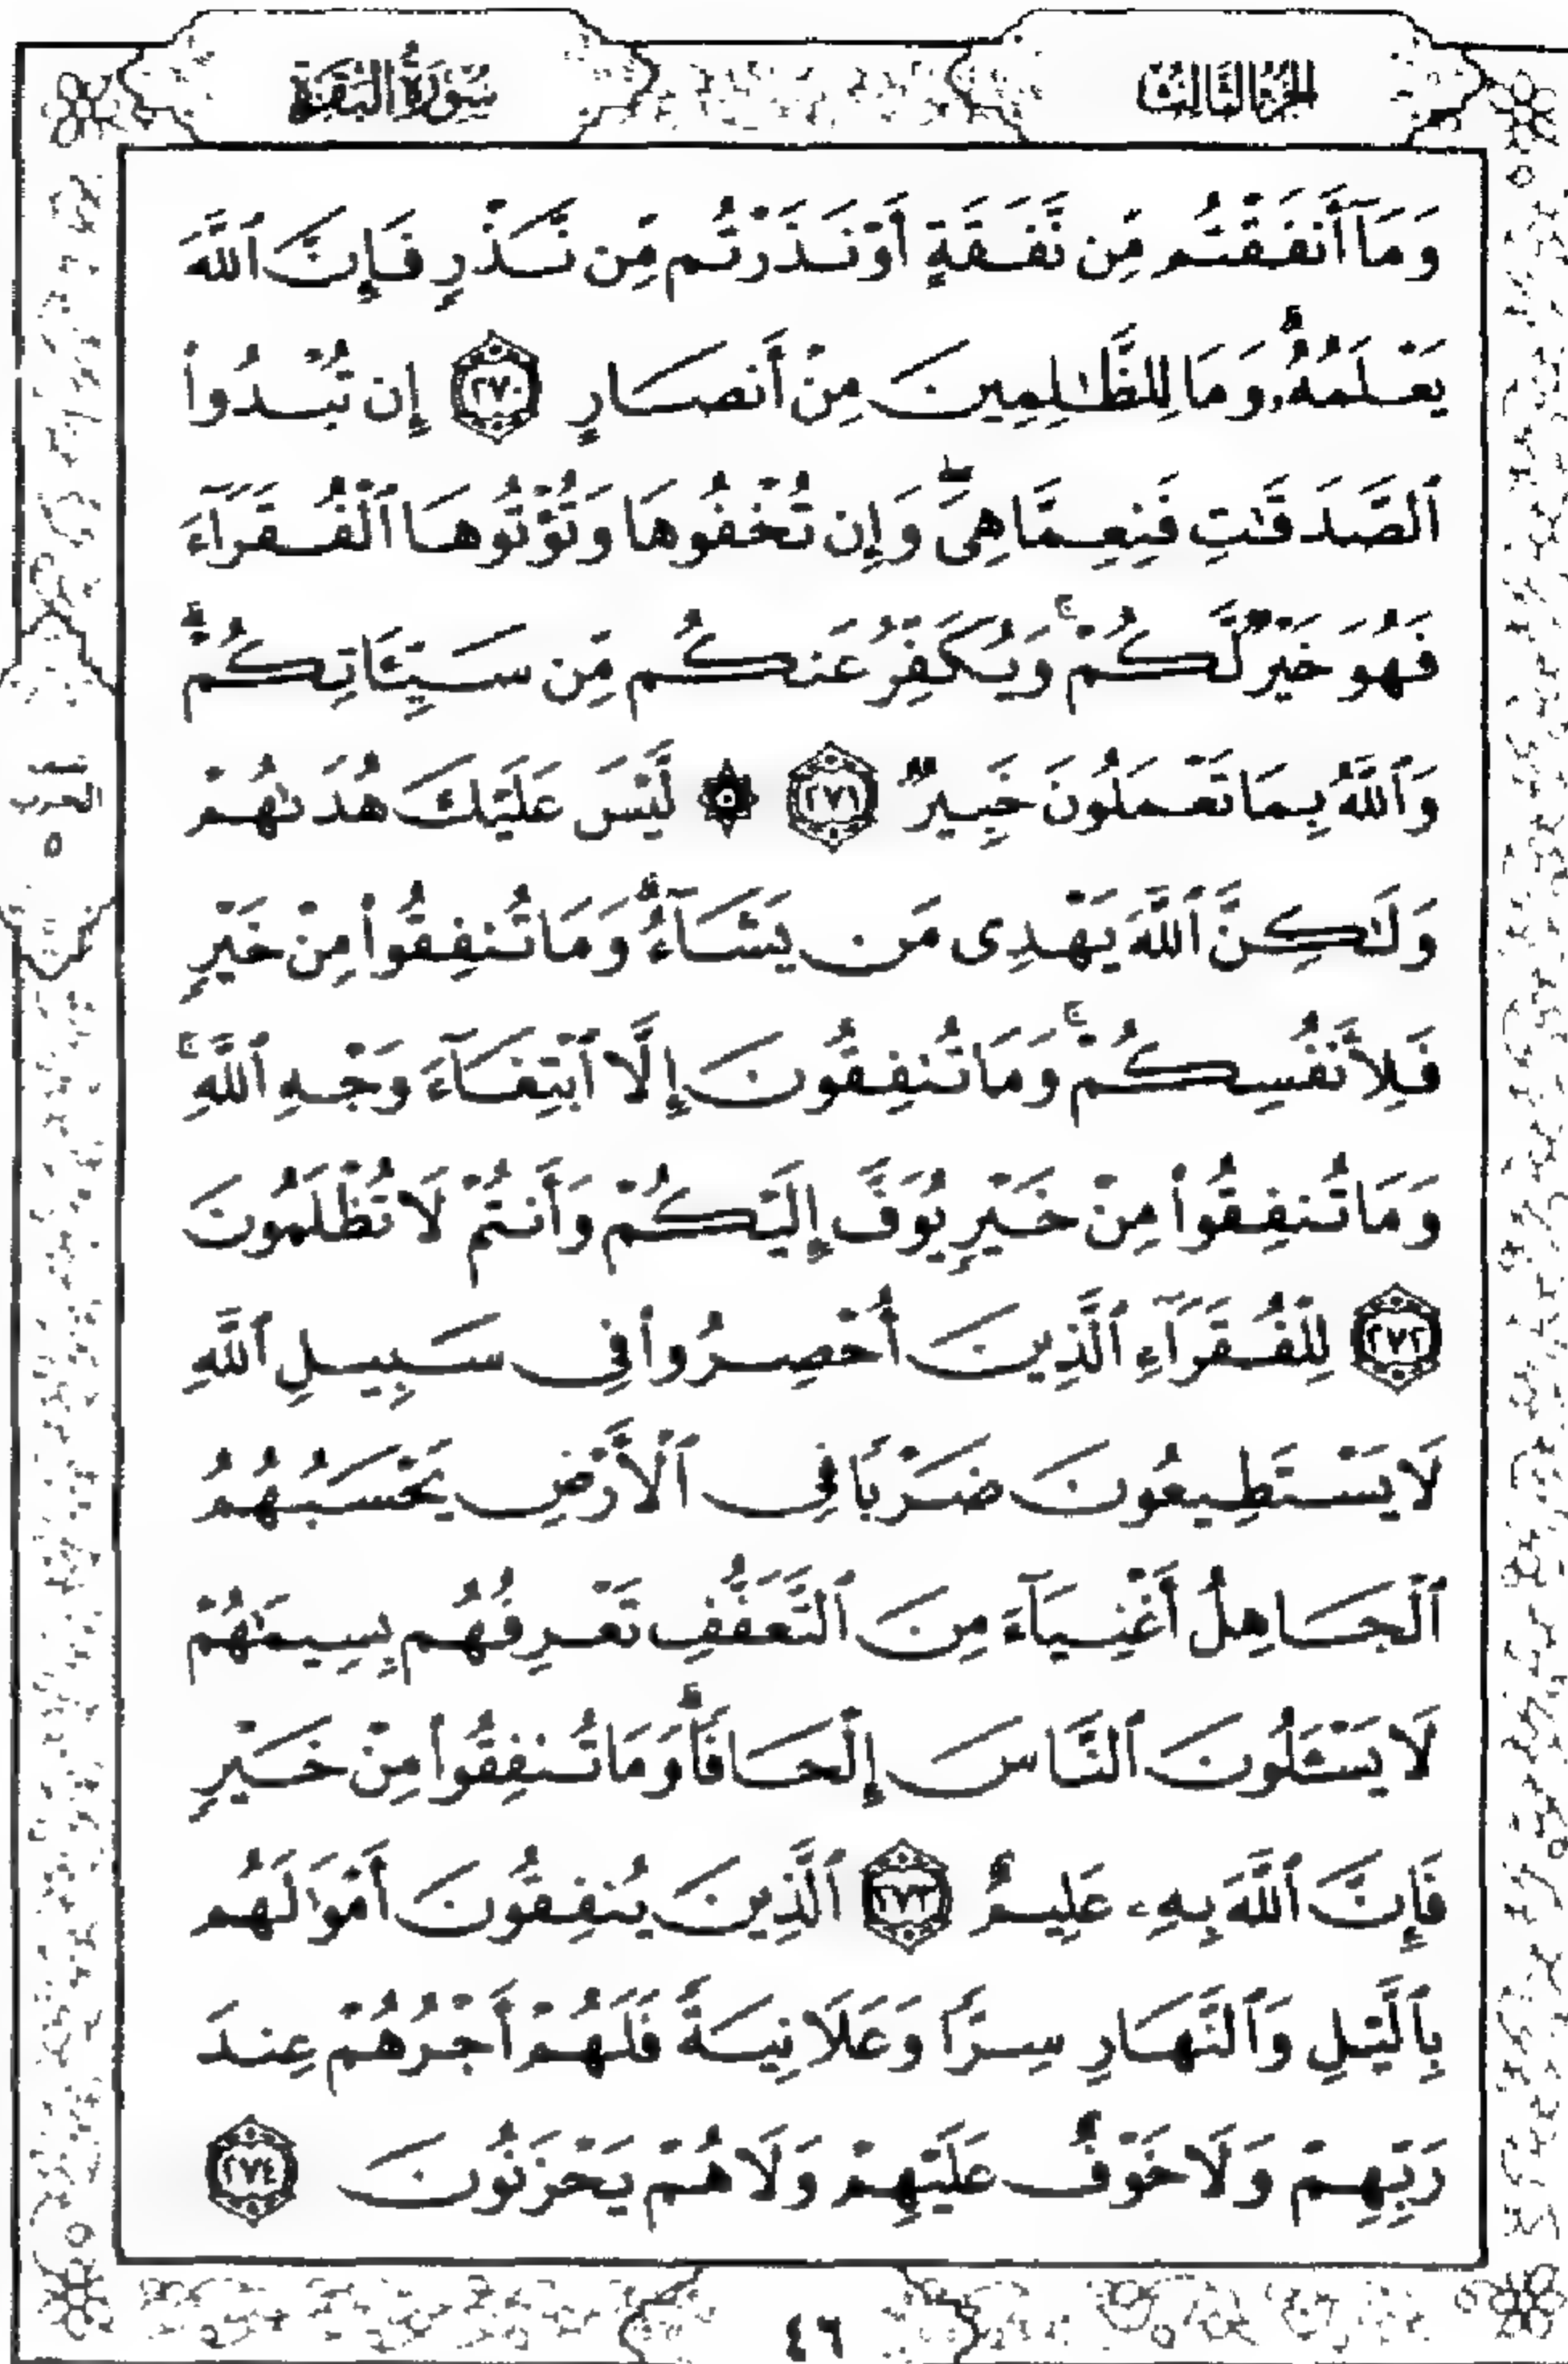 الجزء الثالث
سورة البقرة
وَمَآ أَنفَقْتُم مِّن نَّفَقَةٍ أَوْ نَذَرْتُم مِّن نَّذْرٍ فَإِنَّ ٱللَّهَ
يَعْلَمُهُۥ ۗ وَمَا لِلظَّـٰلِمِينَ مِنْ أَنصَارٍ ٢٧٠ إِن تُبْدُوا۟
ٱلصَّدَقَـٰتِ فَنِعِمَّا هِىَ ۖ وَإِن تُخْفُوهَا وَتُؤْتُوهَا ٱلْفُقَرَآءَ
فَهُوَ خَيْرٌ لَّكُمْ ۚ وَيُكَفِّرُ عَنكُم مِّن سَيِّـَٔاتِكُمْ ۗ
وَٱللَّهُ بِمَا تَعْمَلُونَ خَبِيرٌ ٢٧١ ۞ لَّيْسَ عَلَيْكَ هُدَىٰهُمْ
وَلَـٰكِنَّ ٱللَّهَ يَهْدِى مَن يَشَآءُ ۗ وَمَا تُنفِقُوا۟ مِنْ خَيْرٍ
فَلِأَنفُسِكُمْ ۚ وَمَا تُنفِقُونَ إِلَّا ٱبْتِغَآءَ وَجْهِ ٱللَّهِ ۚ
وَمَا تُنفِقُوا۟ مِنْ خَيْرٍ يُوَفَّ إِلَيْكُمْ وَأَنتُمْ لَا تُظْلَمُونَ
٢٧٢ لِلْفُقَرَآءِ ٱلَّذِينَ أُحْصِرُوا۟ فِى سَبِيلِ ٱللَّهِ
لَا يَسْتَطِيعُونَ ضَرْبًا فِى ٱلْأَرْضِ يَحْسَبُهُمُ
ٱلْجَاهِلُ أَغْنِيَآءَ مِنَ ٱلتَّعَفُّفِ تَعْرِفُهُم بِسِيمَـٰهُمْ
لَا يَسْـَٔلُونَ ٱلنَّاسَ إِلْحَافًا ۗ وَمَا تُنفِقُوا۟ مِنْ خَيْرٍ
فَإِنَّ ٱللَّهَ بِهِۦ عَلِيمٌ ٢٧٣ ٱلَّذِينَ يُنفِقُونَ أَمْوَٰلَهُم
بِٱلَّيْلِ وَٱلنَّهَارِ سِرًّا وَعَلَانِيَةً فَلَهُمْ أَجْرُهُمْ عِندَ
رَبِّهِمْ وَلَا خَوْفٌ عَلَيْهِمْ وَلَا هُمْ يَحْزَنُونَ ٢٧٤
الحزب
٥
٤٦